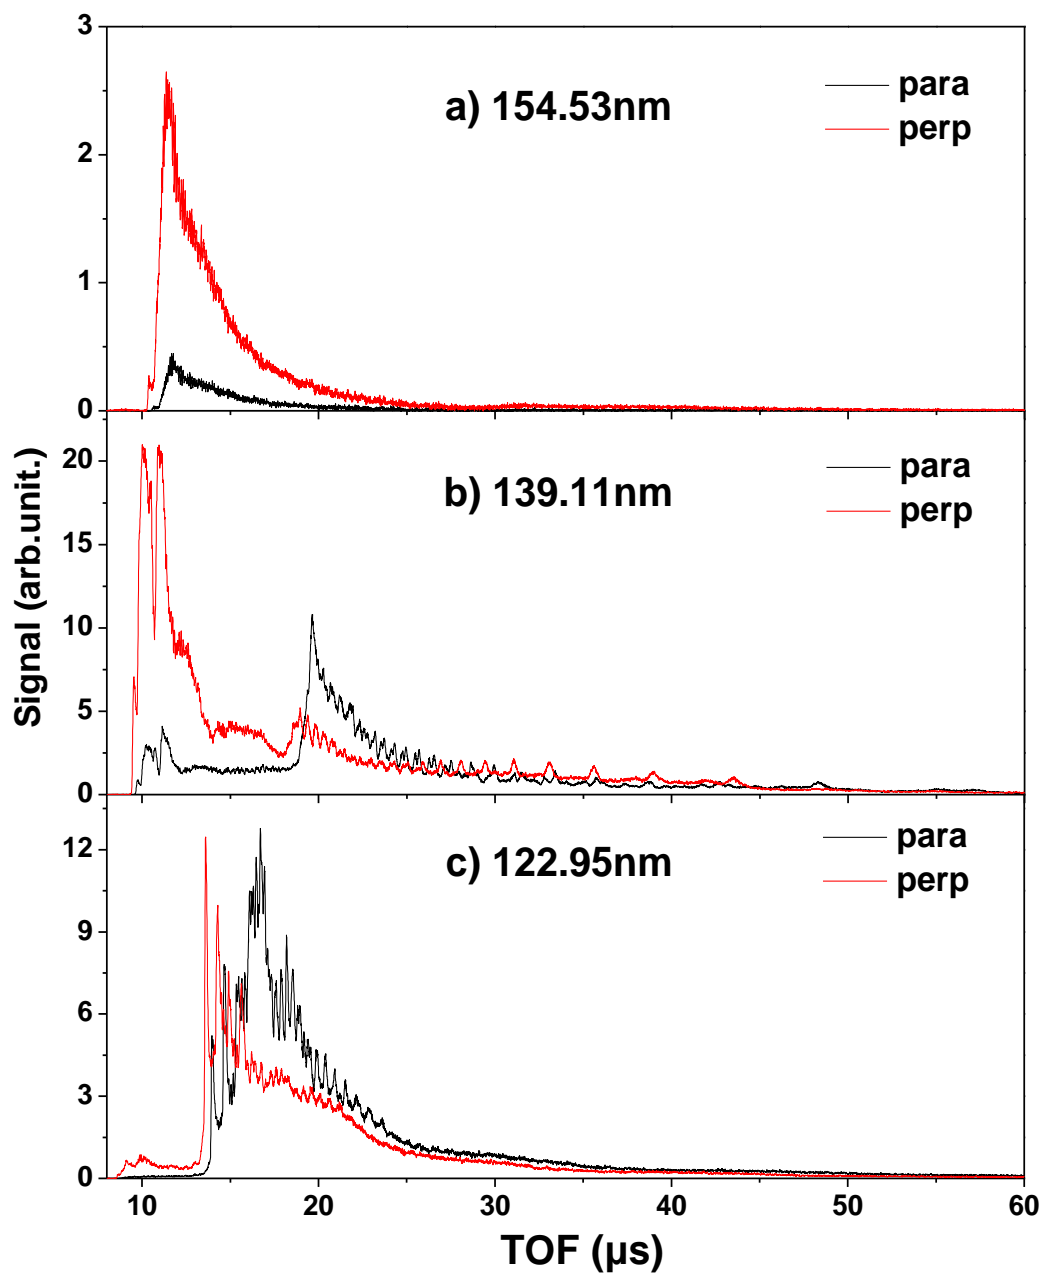 3
para
a) 154.53nm
perp
2
1
0
20
para
b) 139.11nm
perp
15
10
5
0
12
para
c) 122.95nm
perp
9
6
3
0
10 20 30 40 50 60
TOF (μs)
Signal (arb.unit.)